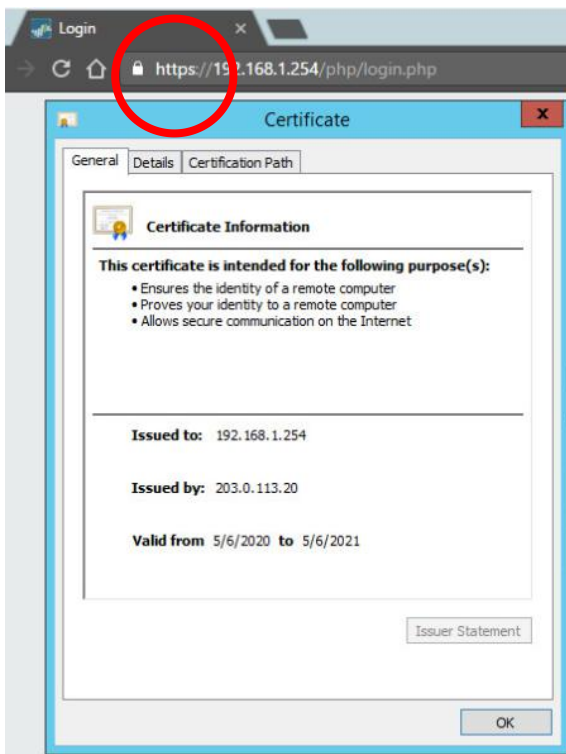 Login
https://192.168.1.254/php/login.php
Certificate
General Details Certification Path
Certificate Information
This certificate is intended for the following purpose(s):
• Ensures the identity of a remote computer
• Proves your identity to a remote computer
• Allows secure communication on the Internet
Issued to: 192.168.1.254
Issued by: 203.0.113.20
Valid from 5/6/2020 to 5/6/2021
Issuer Statement
OK